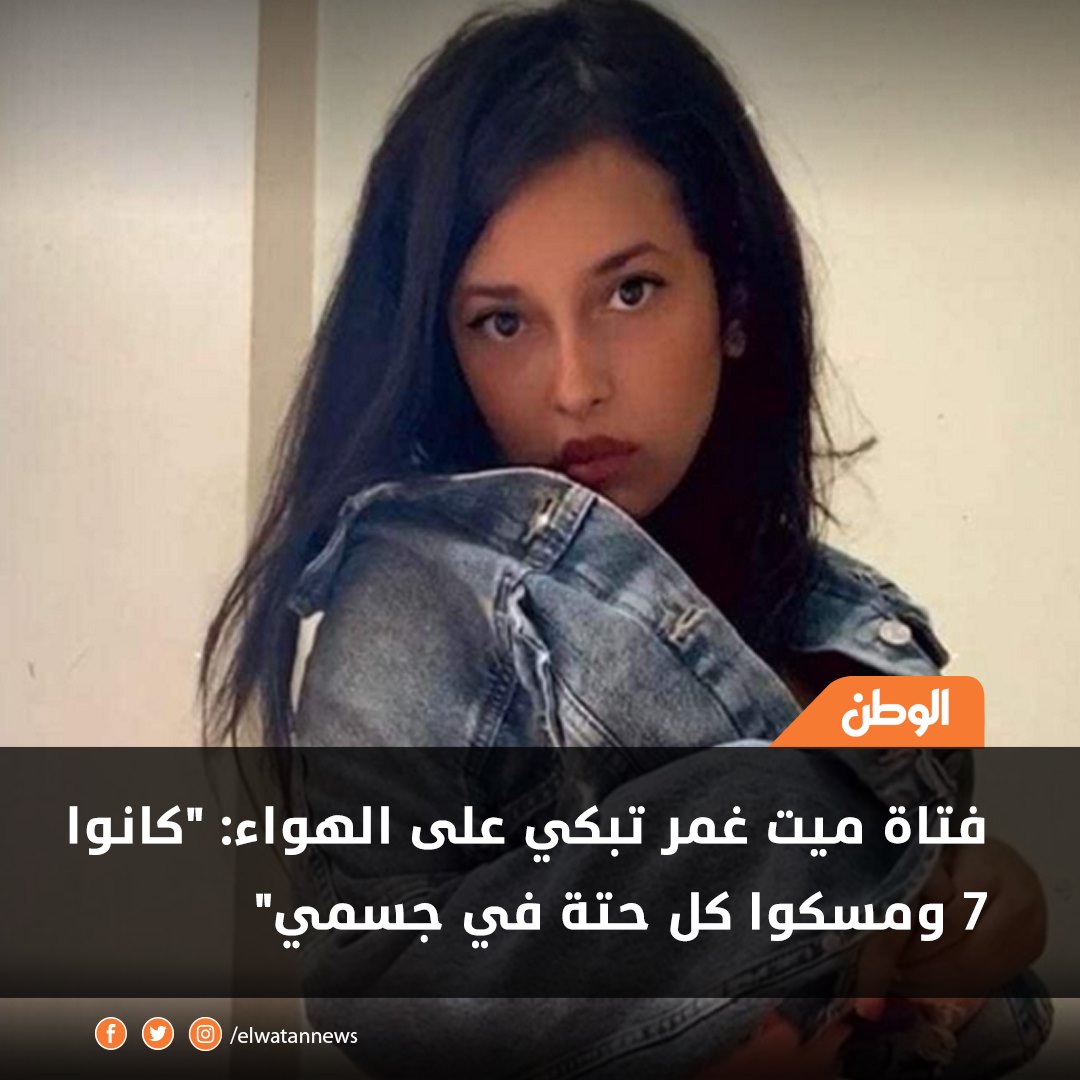 الوطن
فتاة ميت غمر تبكي على الهواء: "كانوا
7 ومسكوا كل حتة في جسمي"
/elwatannews